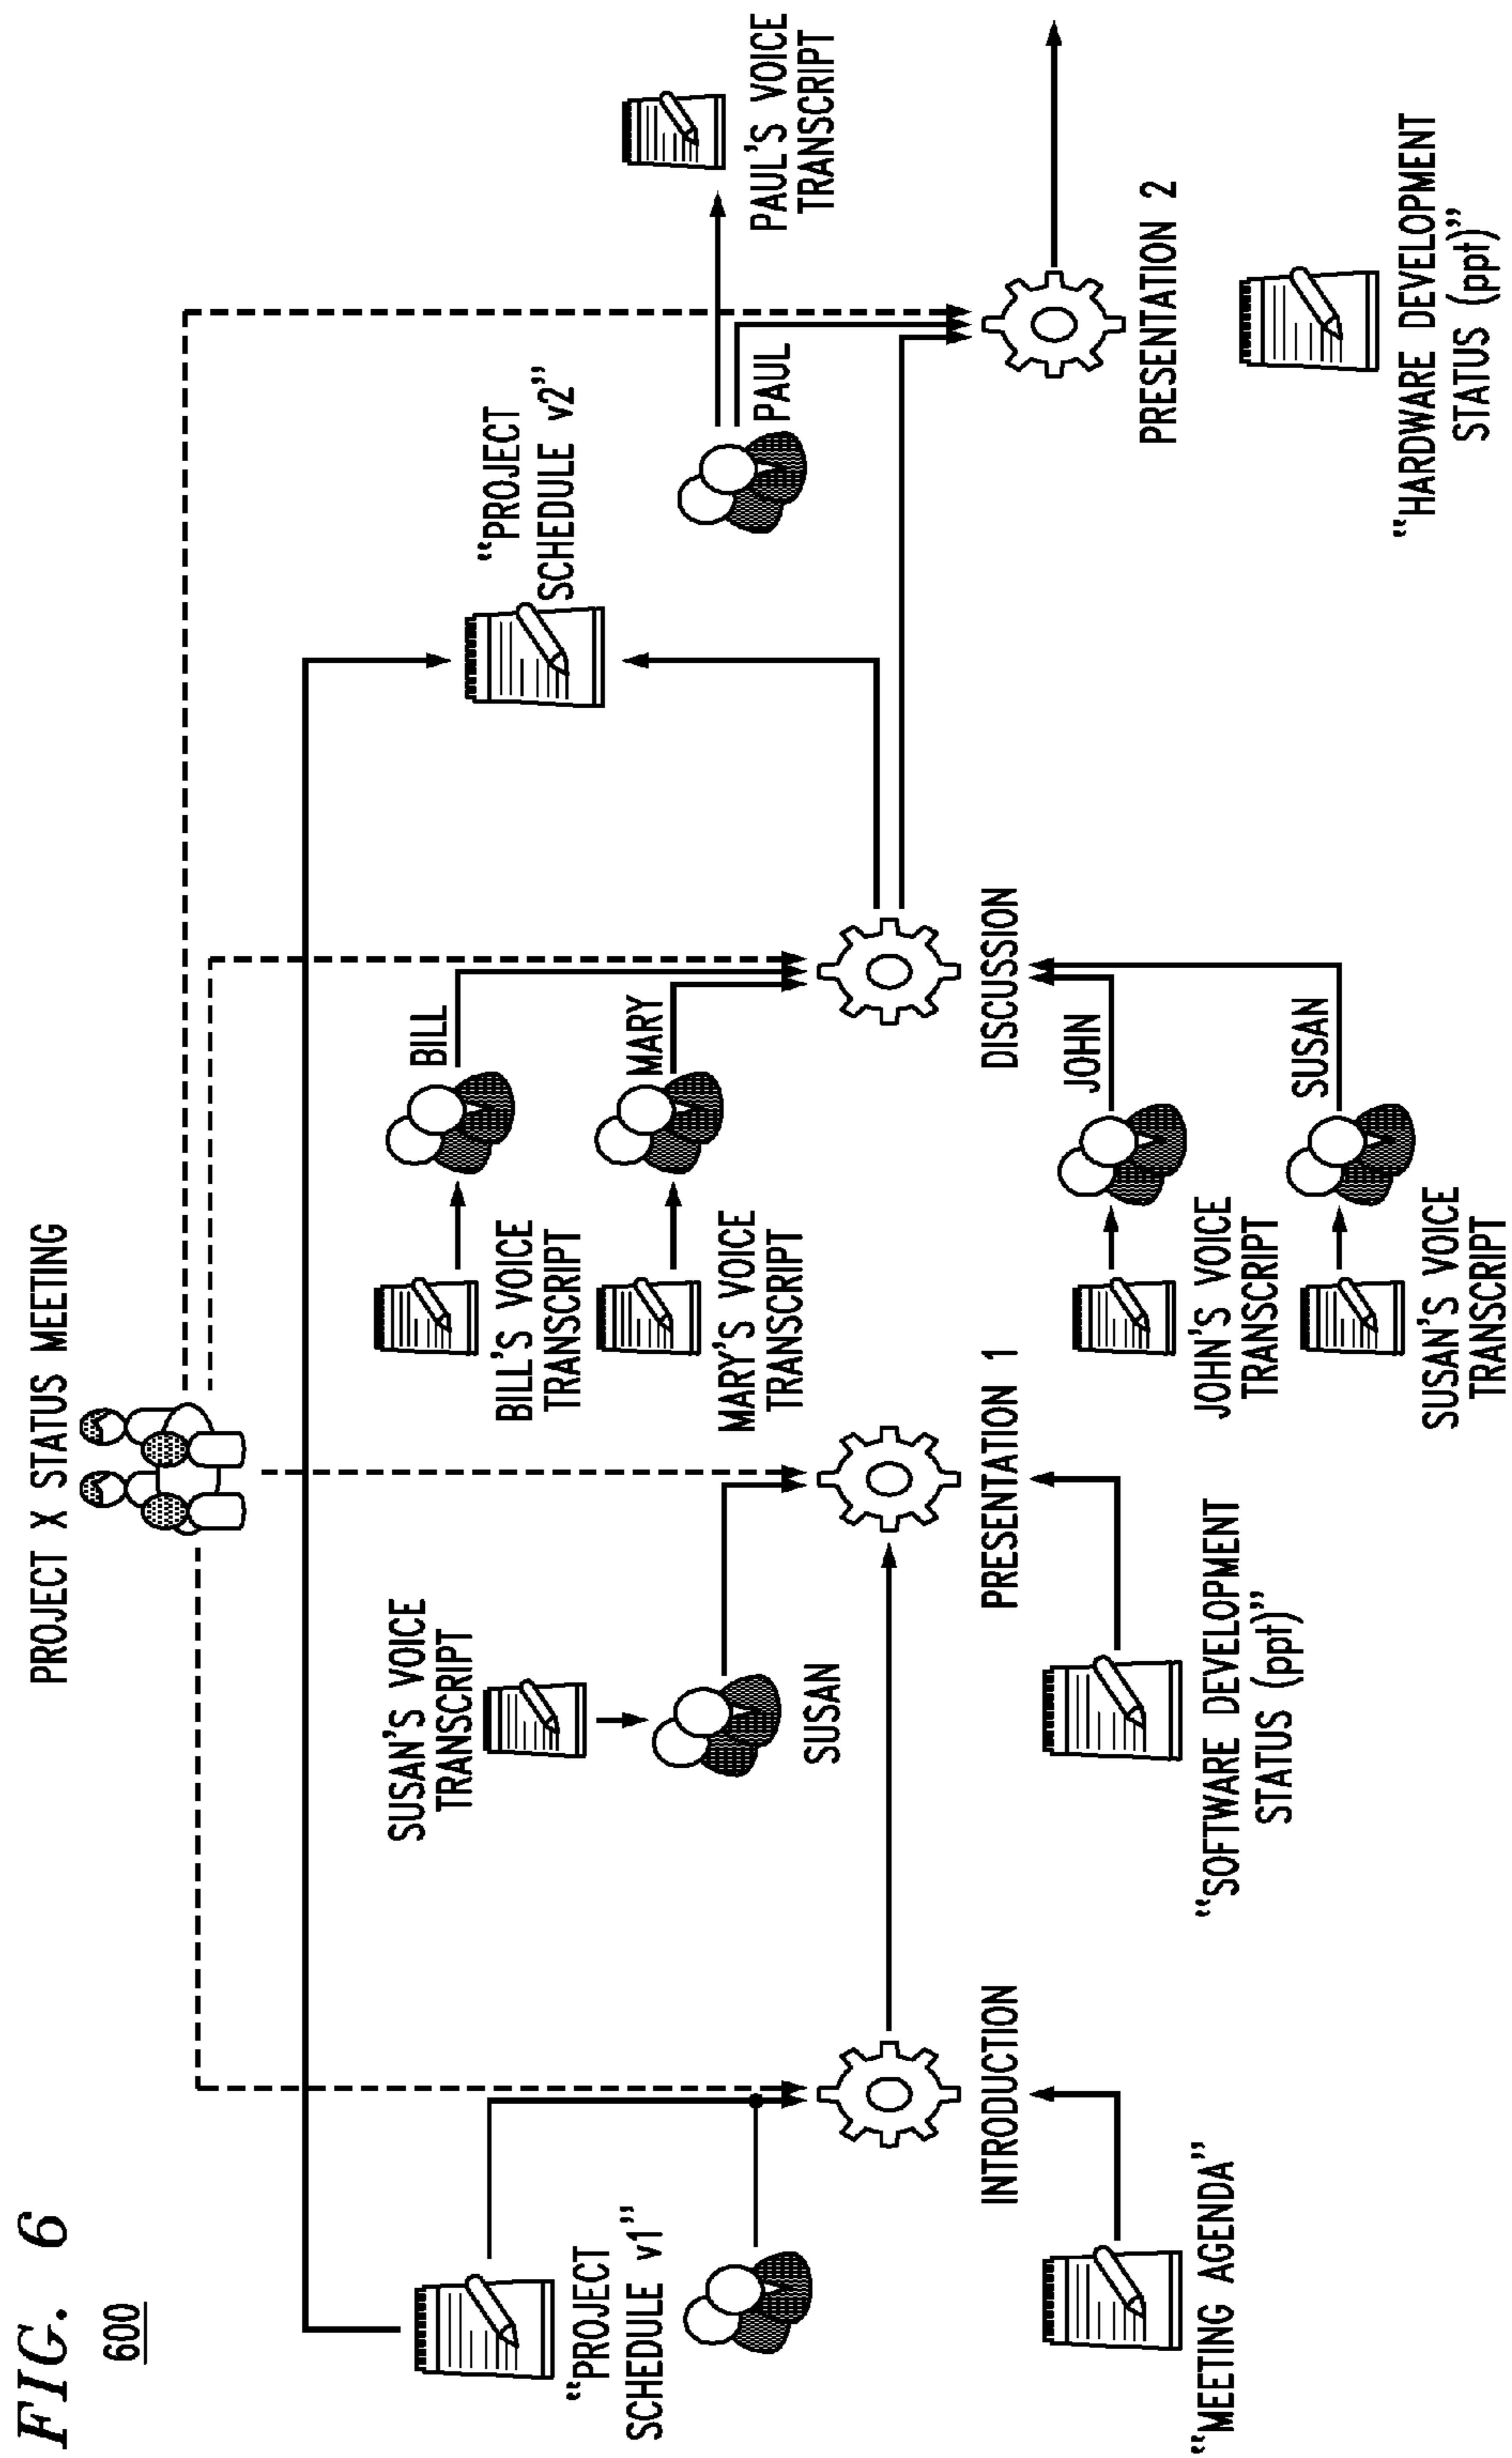 FIG. 6
600
PROJECT X STATUS MEETING
"PROJECT
SCHEDULE v1"
"MEETING AGENDA"
INTRODUCTION
SUSAN'S VOICE
TRANSCRIPT
SUSAN
PRESENTATION 1
"SOFTWARE DEVELOPMENT
STATUS (ppt)"
BILL'S VOICE
TRANSCRIPT
BILL
MARY'S VOICE
TRANSCRIPT
MARY
DISCUSSION
JOHN'S VOICE
TRANSCRIPT
JOHN
SUSAN'S VOICE
TRANSCRIPT
SUSAN
"PROJECT
SCHEDULE v2"
PAUL
PAUL'S VOICE
TRANSCRIPT
PRESENTATION 2
"HARDWARE DEVELOPMENT
STATUS (ppt)"